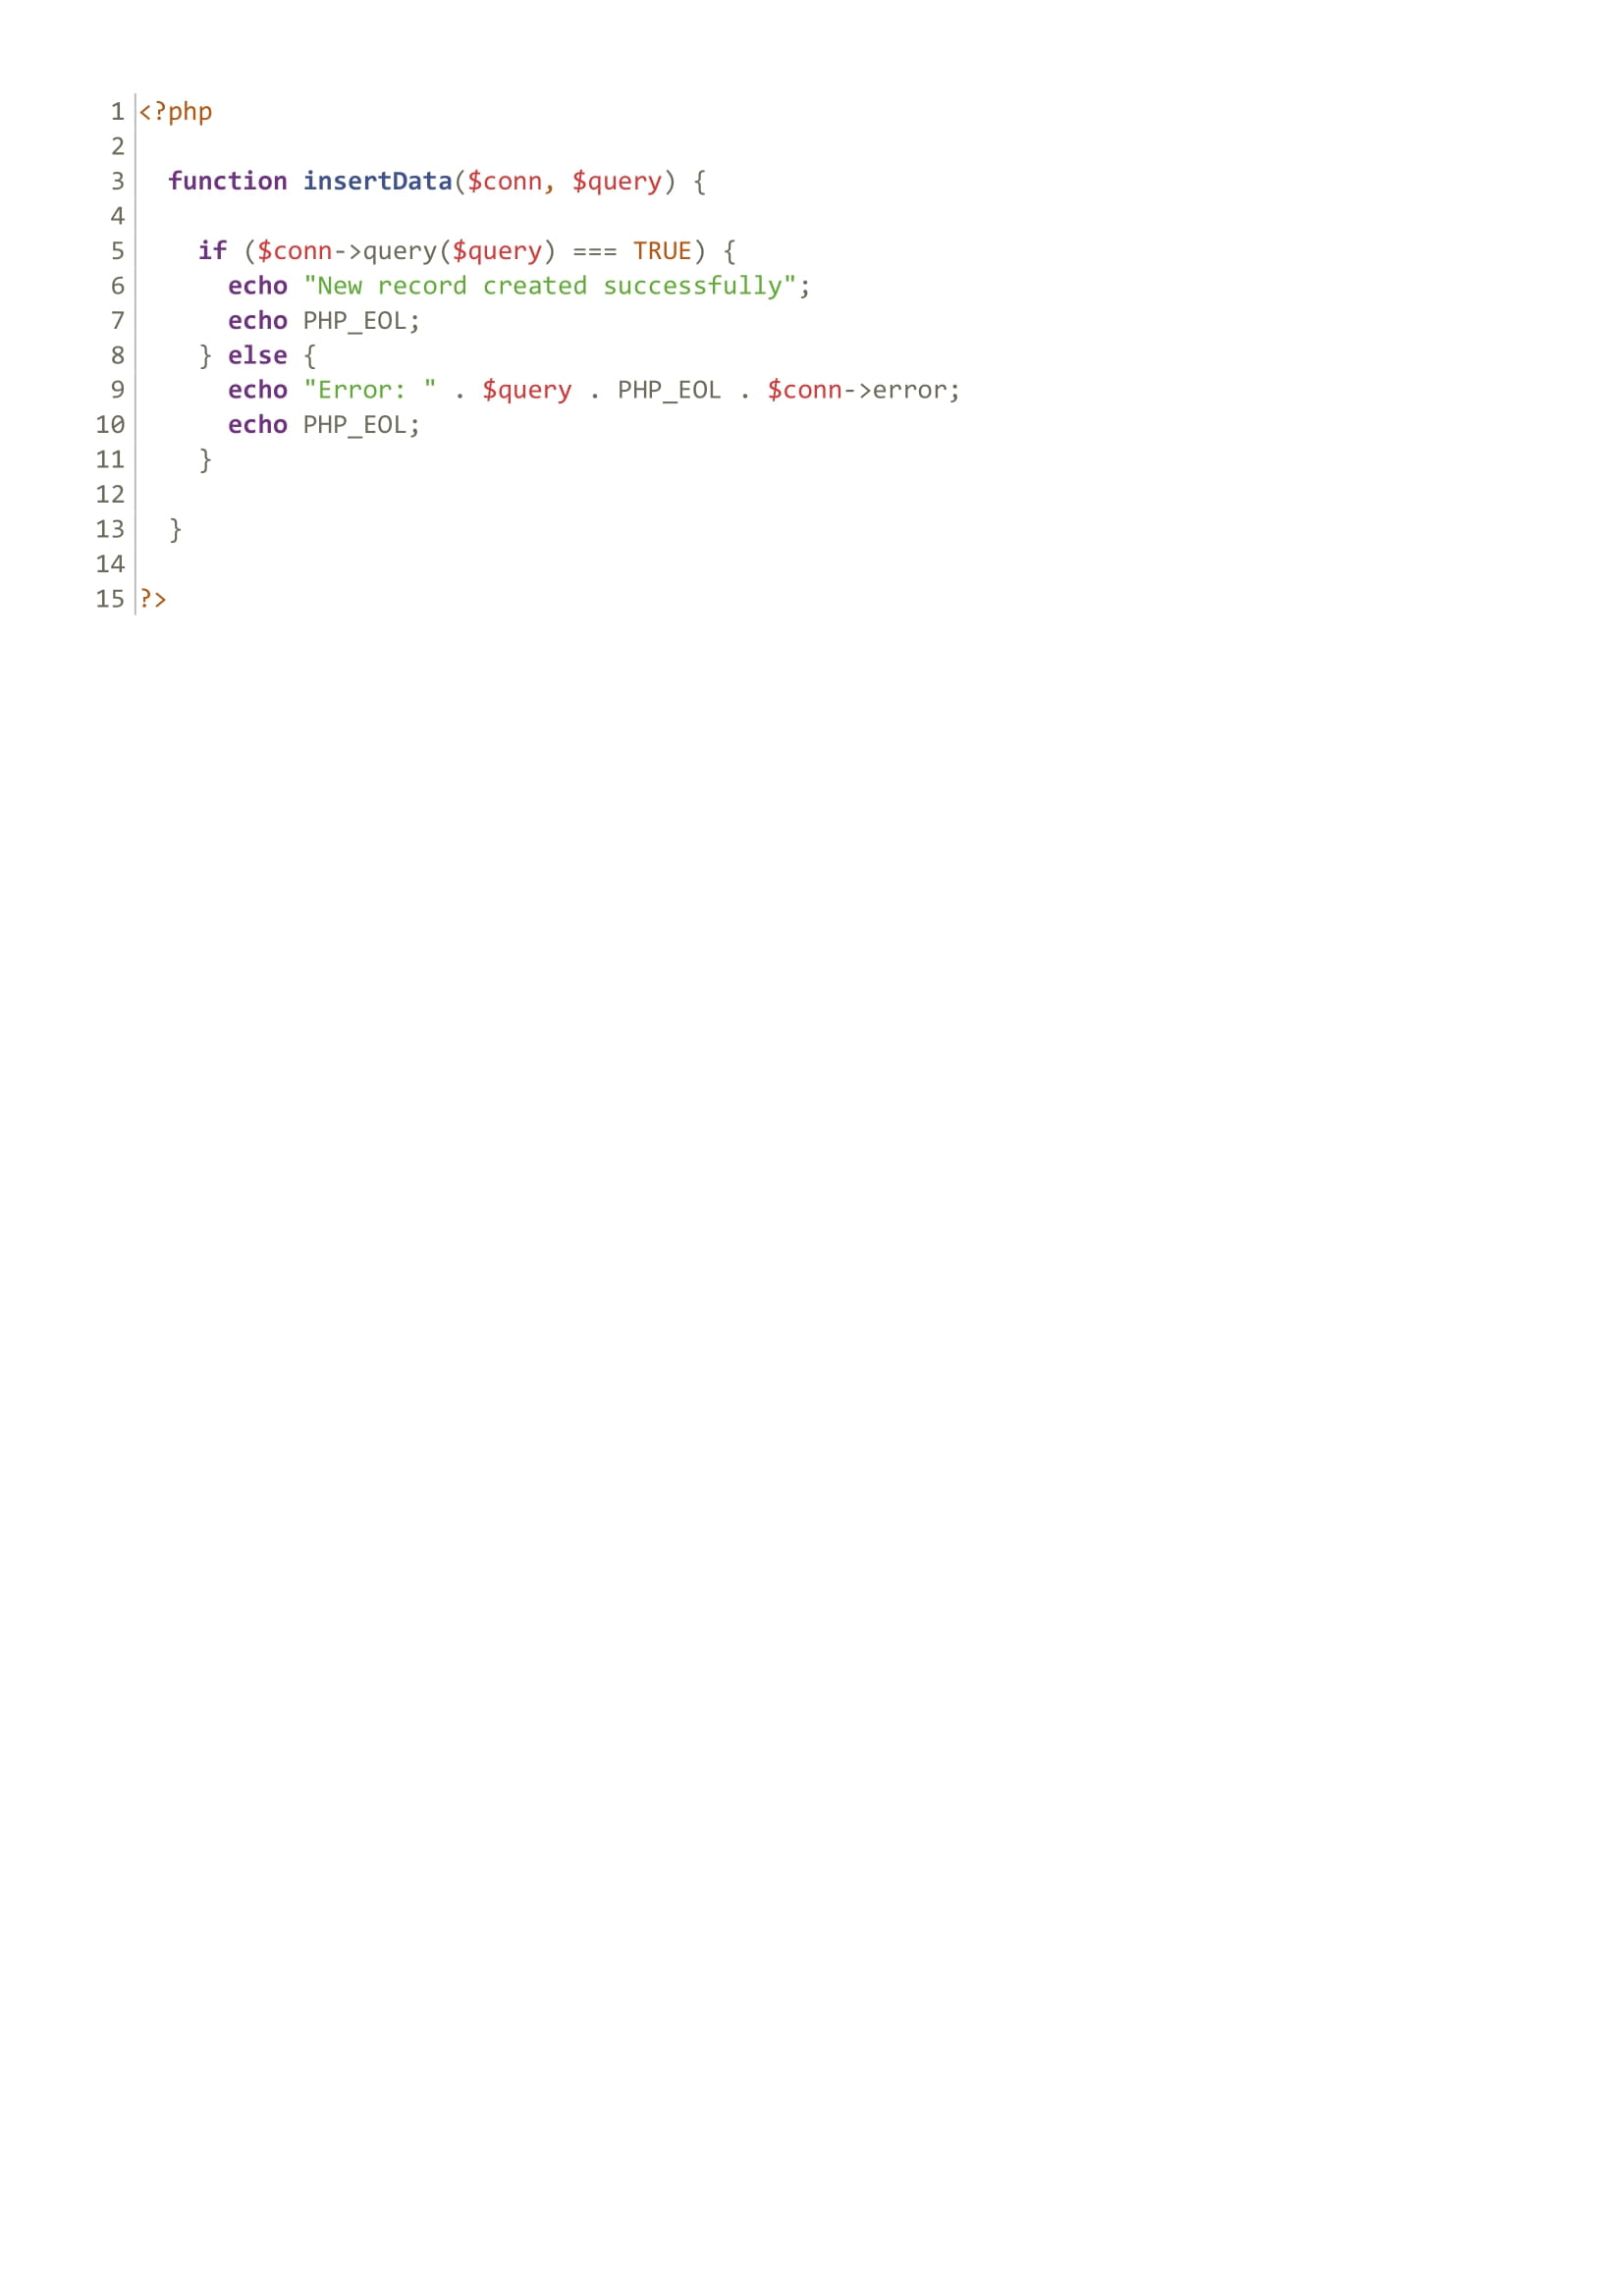 1 <?php
2
3   function insertData($conn, $query) {
4
5     if ($conn->query($query) === TRUE) {
6       echo "New record created successfully";
7       echo PHP_EOL;
8     } else {
9       echo "Error: " . $query . PHP_EOL . $conn->error;
10       echo PHP_EOL;
11     }
12
13   }
14
15 ?>